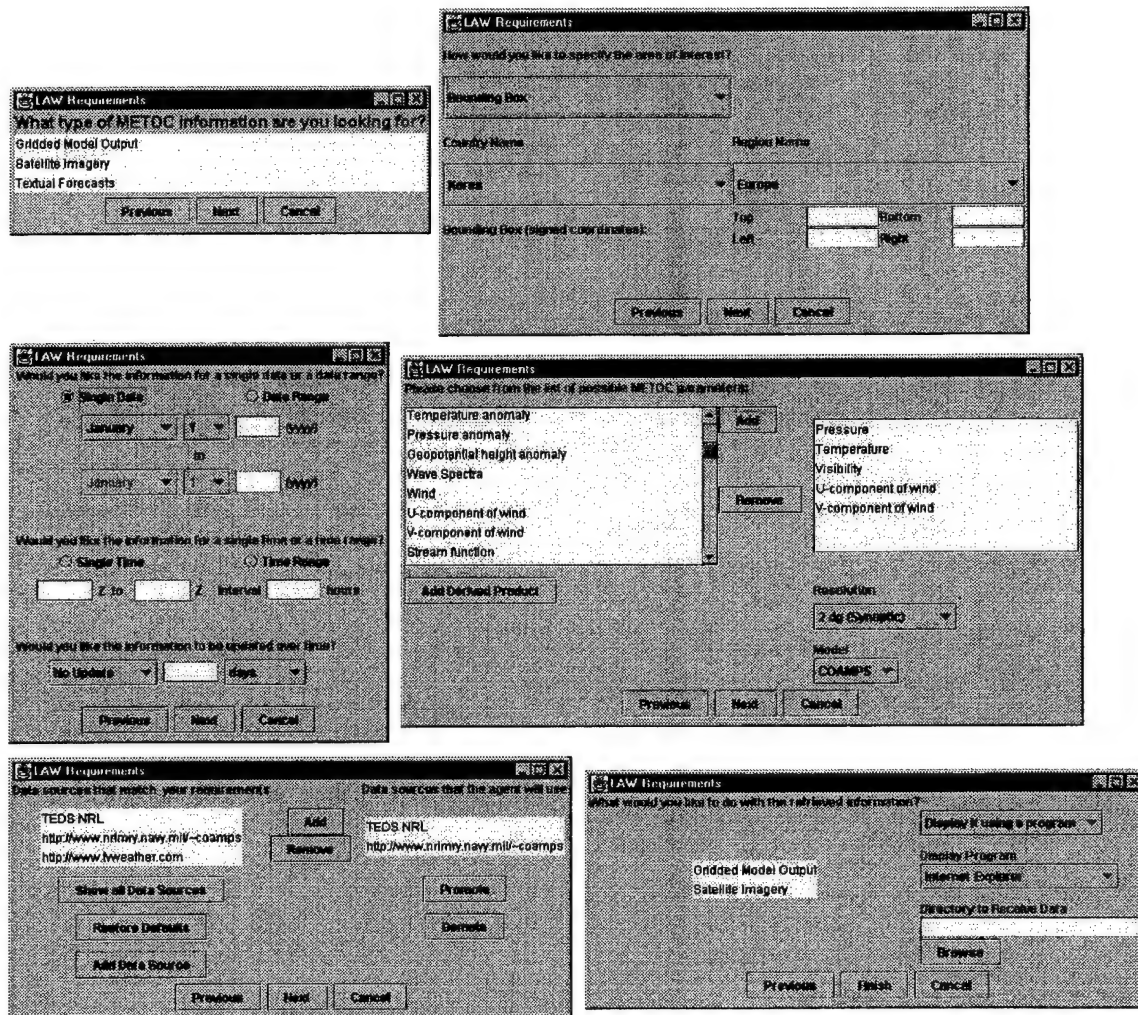 LAW Requirements
What type of METOC information are you looking for?
Gridded Model Output
Satellite Imagery
Textual Forecasts
Previous Next Cancel
LAW Requirements
How would you like to specify the area of interest?
Bounding Box
Country Name Region Name
Korea Europe
Bounding Box (signed coordinates):
Top Bottom
Left Right
Previous Next Cancel
LAW Requirements
Would you like the information for a single date or a date range?
Single Date Date Range
January 1 (yyyy)
to
January 1 (yyyy)
Would you like the information for a single time or a time range?
Single Time Time Range
Z to Z Interval hours
Would you like the information to be updated over time?
No Update days
Previous Next Cancel
LAW Requirements
Please choose from the list of possible METOC parameters:
Temperature anomaly
Pressure anomaly
Geopotential height anomaly
Wave Spectra
Wind
U-component of wind
V-component of wind
Stream function
Add
Remove
Pressure
Temperature
Visibility
U-component of wind
V-component of wind
Add Derived Product
Resolution
2 dg (Synoptic)
Model
COAMPS
Previous Next Cancel
LAW Requirements
Data sources that match your requirements Data sources that the agent will use
TEDS NRL
http://www.nrlmry.navy.mil/~coamps
http://www.tvweather.com
Add
Remove
TEDS NRL
http://www.nrlmry.navy.mil/~coamps
Show all Data Sources
Promote
Restore Defaults
Demote
Add Data Source
Previous Next Cancel
LAW Requirements
What would you like to do with the retrieved information?
Gridded Model Output
Satellite Imagery
Display it using a program
Display Program
Internet Explorer
Directory to Receive Data
Browse
Previous Finish Cancel